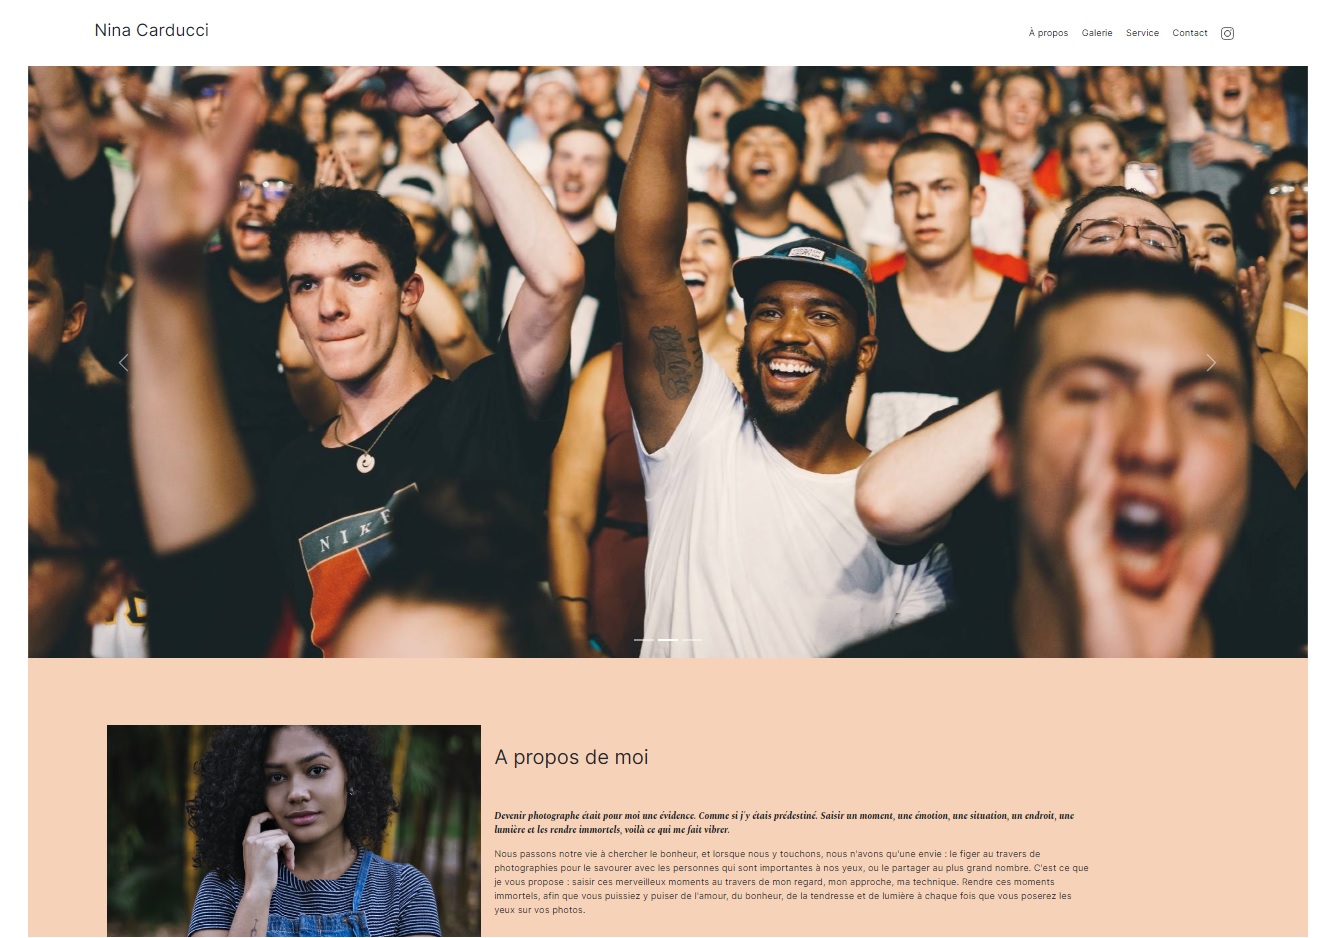 Nina Carducci
À propos Galerie Service Contact
NIKE
A propos de moi
Devenir photographe était pour moi une évidence. Comme si j'y étais prédestiné. Saisir un moment, une émotion, une situation, un endroit, une
lumière et les rendre immortels, voilà ce qui me fait vibrer.
Nous passons notre vie à chercher le bonheur, et lorsque nous y touchons, nous n'avons qu'une envie : le figer au travers de
photographies pour le savourer avec les personnes qui sont importantes à nos yeux, ou le partager au plus grand nombre. C'est ce que
je vous propose : saisir ces merveilleux moments au travers de mon regard, mon approche, ma technique. Rendre ces moments
immortels, afin que vous puissiez y puiser de l'amour, du bonheur, de la tendresse et de lumière à chaque fois que vous poserez les
yeux sur vos photos.